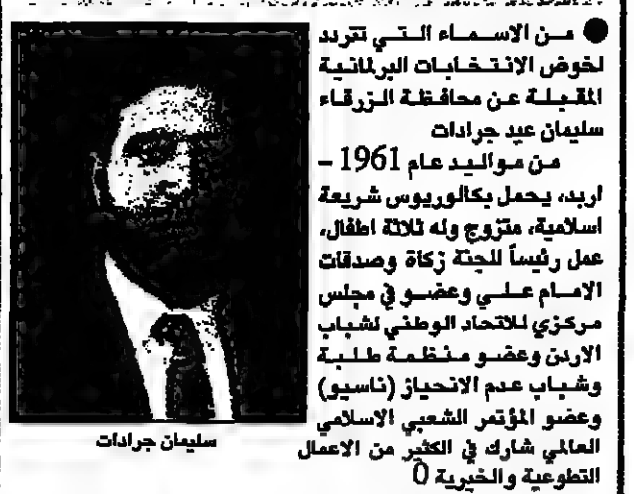 ● من الاسماء التي تتردد
لخوض الانتخابات البرلمانية
المقبلة عن محافظة الزرقاء
سليمان عيد جرادات
من مواليد عام 1961 –
اربد، يحمل بكالوريوس شريعة
اسلامية، متزوج وله ثلاثة اطفال،
عمل رئيساً للجنة زكاة وصدقات
الامام علي وعضو في مجلس
مركزي للاتحاد الوطني لشباب
الاردن وعضو منظمة طلبة
وشباب عدم الانحياز (ناسيو)
وعضو المؤتمر الشعبي الاسلامي
العالمي شارك في الكثير من الاعمال
التطوعية والخيرية 0
سليمان جرادات